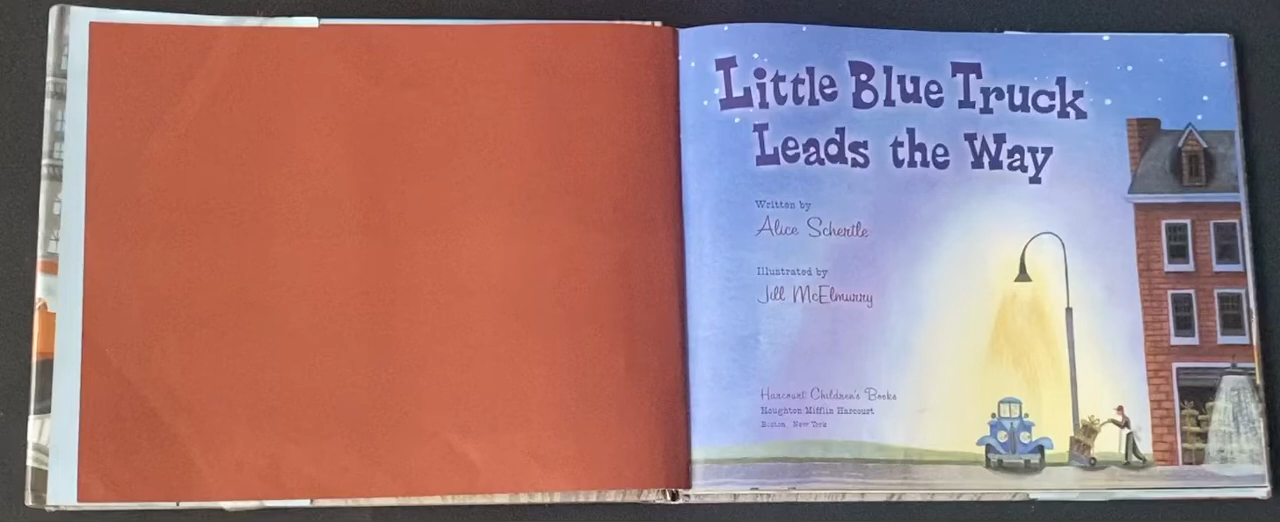 Little Blue Truck
Leads the Way
Written by
Alice Schertle
Illustrated by
Jill McElmurry
Harcourt Children's Books
Houghton Mifflin Harcourt
Boston New York